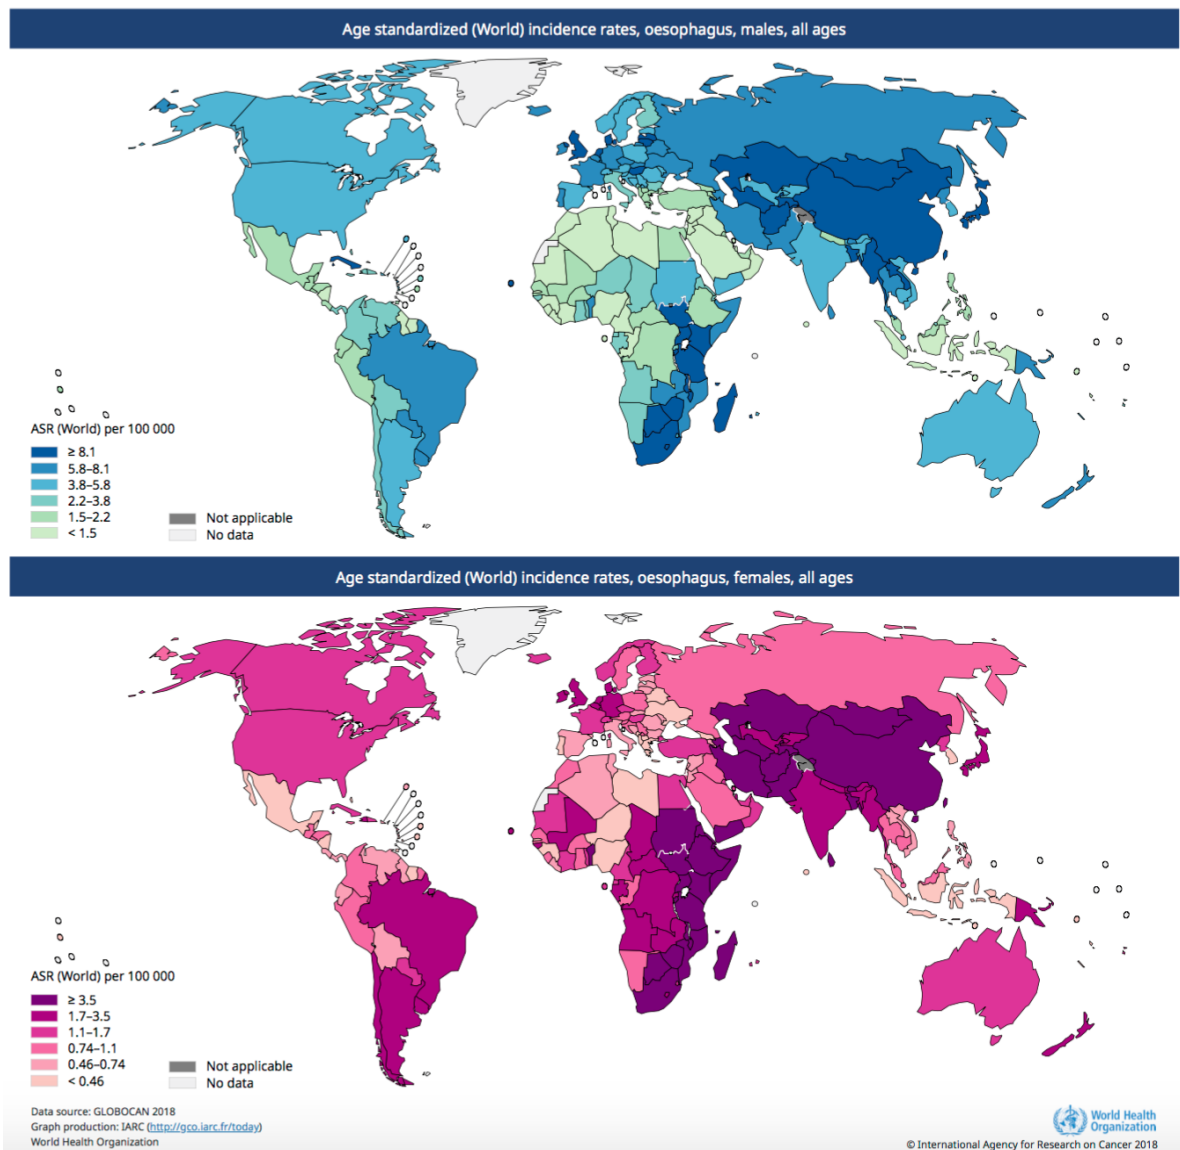 Age standardized (World) incidence rates, oesophagus, males, all ages
ASR (World) per 100 000
≥ 8.1
5.8–8.1
3.8–5.8
2.2–3.8
1.5–2.2
< 1.5
Not applicable
No data
Age standardized (World) incidence rates, oesophagus, females, all ages
ASR (World) per 100 000
≥ 3.5
1.7–3.5
1.1–1.7
0.74–1.1
0.46–0.74
< 0.46
Not applicable
No data
Data source: GLOBOCAN 2018
Graph production: IARC (http://gco.iarc.fr/today)
World Health Organization
World Health
Organization
© International Agency for Research on Cancer 2018